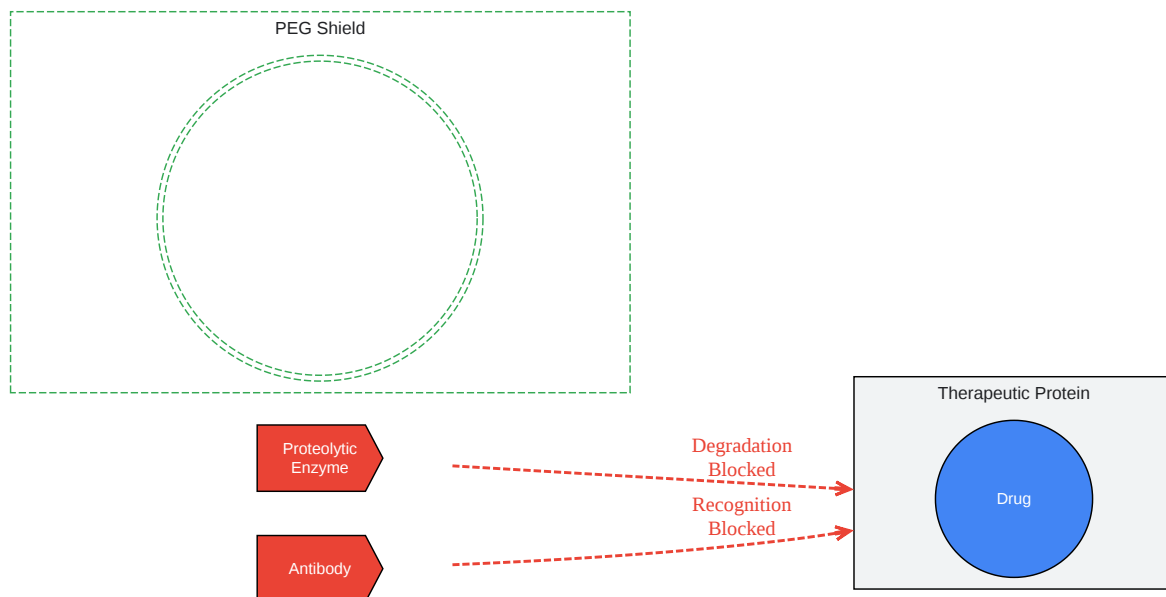 PEG Shield
Therapeutic Protein
Proteolytic
Enzyme
Degradation
Blocked
Drug
Recognition
Blocked
Antibody